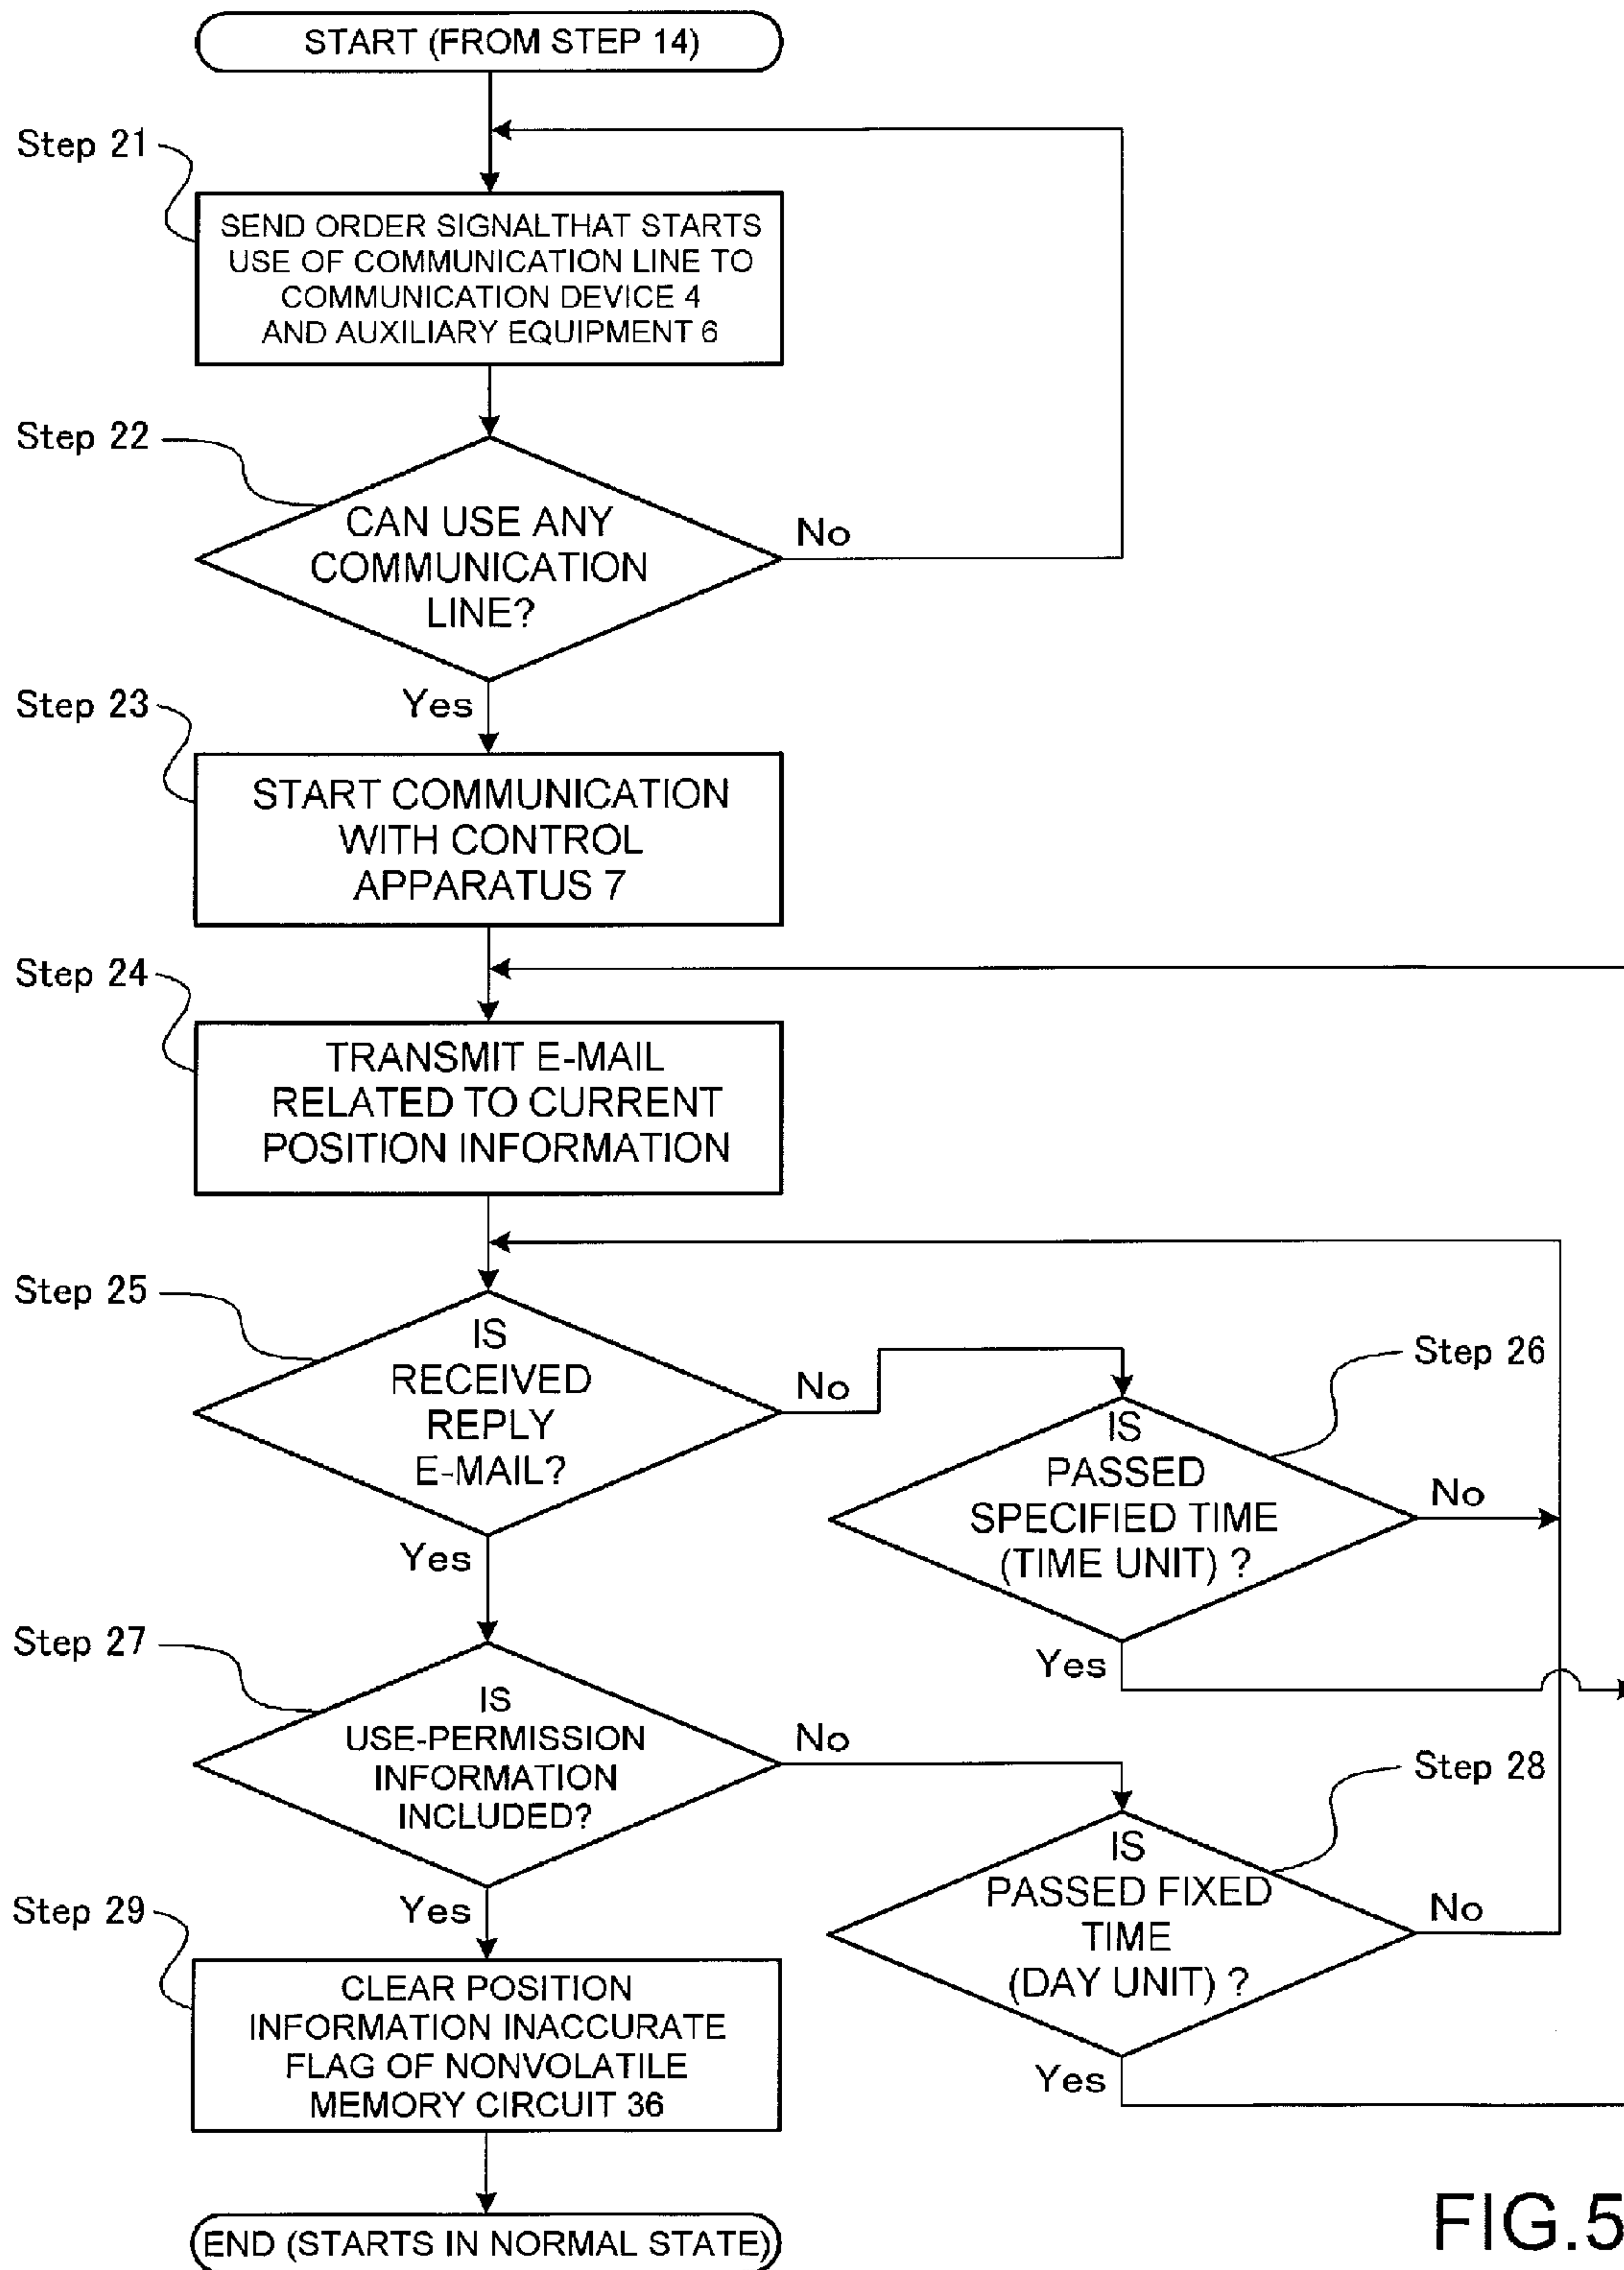 START (FROM STEP 14)
Step 21
SEND ORDER SIGNALTHAT STARTS
USE OF COMMUNICATION LINE TO
COMMUNICATION DEVICE 4
AND AUXILIARY EQUIPMENT 6
Step 22
CAN USE ANY
COMMUNICATION
LINE?
No
Yes
Step 23
START COMMUNICATION
WITH CONTROL
APPARATUS 7
Step 24
TRANSMIT E-MAIL
RELATED TO CURRENT
POSITION INFORMATION
Step 25
IS
RECEIVED
REPLY
E-MAIL?
No
Yes
Step 26
IS
PASSED
SPECIFIED TIME
(TIME UNIT) ?
No
Yes
Step 27
IS
USE-PERMISSION
INFORMATION
INCLUDED?
No
Yes
Step 28
IS
PASSED FIXED
TIME
(DAY UNIT) ?
No
Yes
Step 29
CLEAR POSITION
INFORMATION INACCURATE
FLAG OF NONVOLATILE
MEMORY CIRCUIT 36
END (STARTS IN NORMAL STATE)
FIG.5